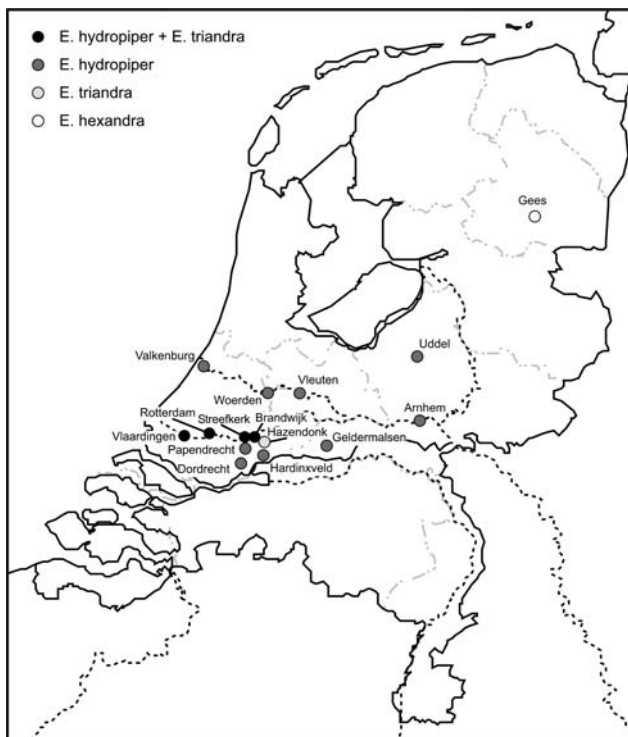 E. hydropiper + E. triandra
E. hydropiper
E. triandra
E. hexandra
Gees
Uddel
Valkenburg
Vleuten
Woerden
Arnhem
Rotterdam
Streefkerk
Brandwijk
Vlaardingen
Hazendonk
Geldermalsen
Papendrecht
Dordrecht
Hardinxveld